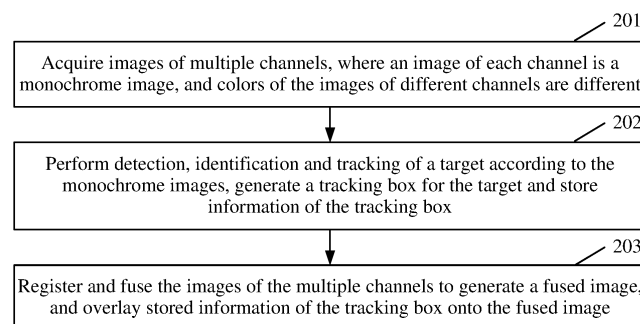 201
Acquire images of multiple channels, where an image of each channel is a
monochrome image, and colors of the images of different channels are different
202
Perform detection, identification and tracking of a target according to the
monochrome images, generate a tracking box for the target and store
information of the tracking box
203
Register and fuse the images of the multiple channels to generate a fused image,
and overlay stored information of the tracking box onto the fused image